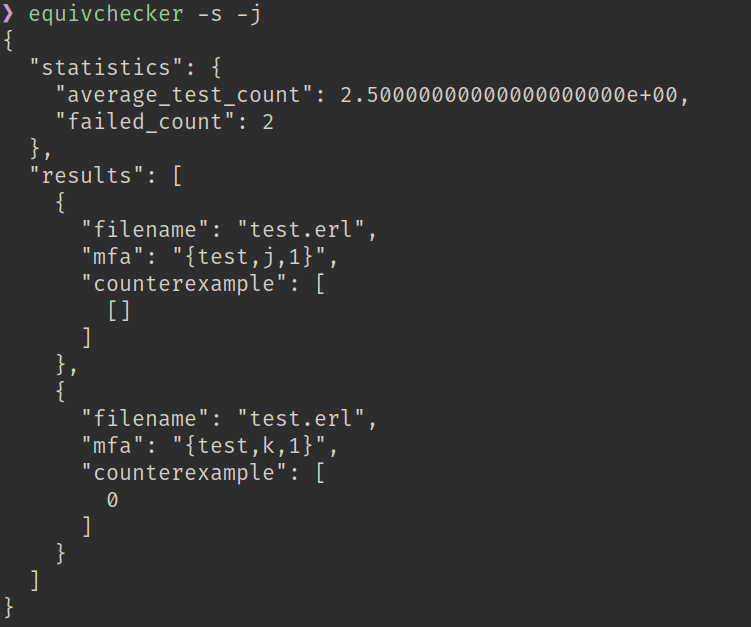 ❯ equivchecker -s -j
{
  "statistics": {
    "average_test_count": 2.50000000000000000000e+00,
    "failed_count": 2
  },
  "results": [
    {
      "filename": "test.erl",
      "mfa": "{test,j,1}",
      "counterexample": [
        []
      ]
    },
    {
      "filename": "test.erl",
      "mfa": "{test,k,1}",
      "counterexample": [
        0
      ]
    }
  ]
}